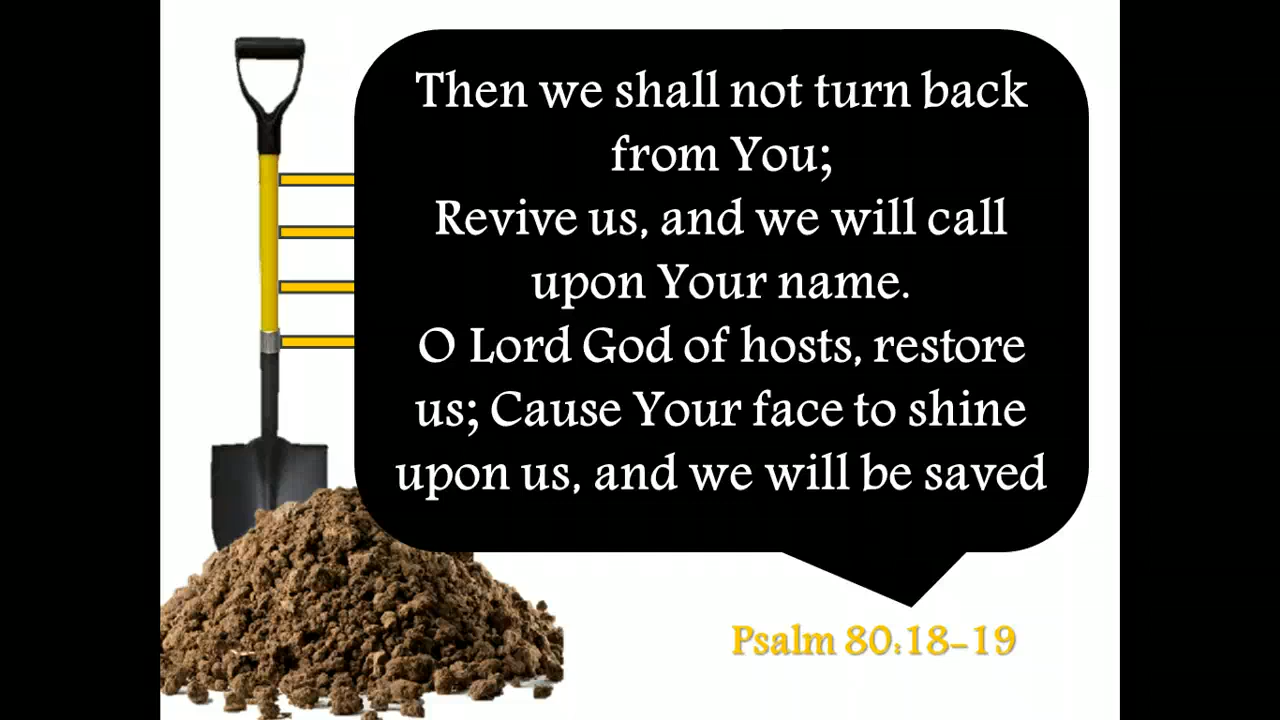 Then we shall not turn back
from You;
Revive us, and we will call
upon Your name.
O Lord God of hosts, restore
us; Cause Your face to shine
upon us, and we will be saved
Psalm 80:18-19